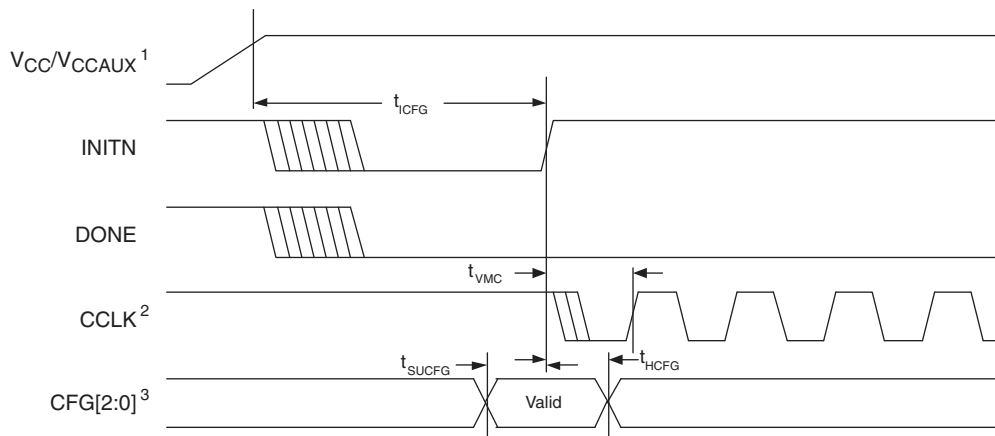 VCC/VCCAUX 1
tICFG
INITN
DONE
tVMC
CCLK 2
tSUCFG
tHCFG
CFG[2:0] 3
Valid